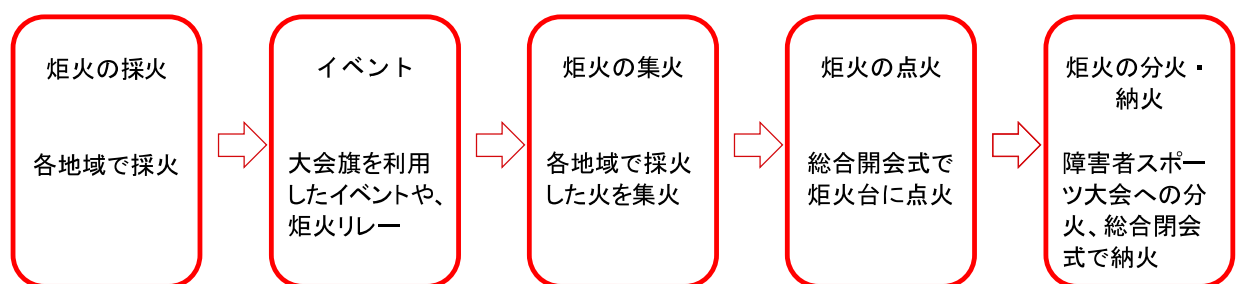 炬火の採火
各地域で採火
イベント
大会旗を利用
したイベントや、
炬火リレー
炬火の集火
各地域で採火
した火を集火
炬火の点火
総合開会式で
炬火台に点火
炬火の分火・
納火
障害者スポー
ツ大会への分
火、総合閉会
式で納火